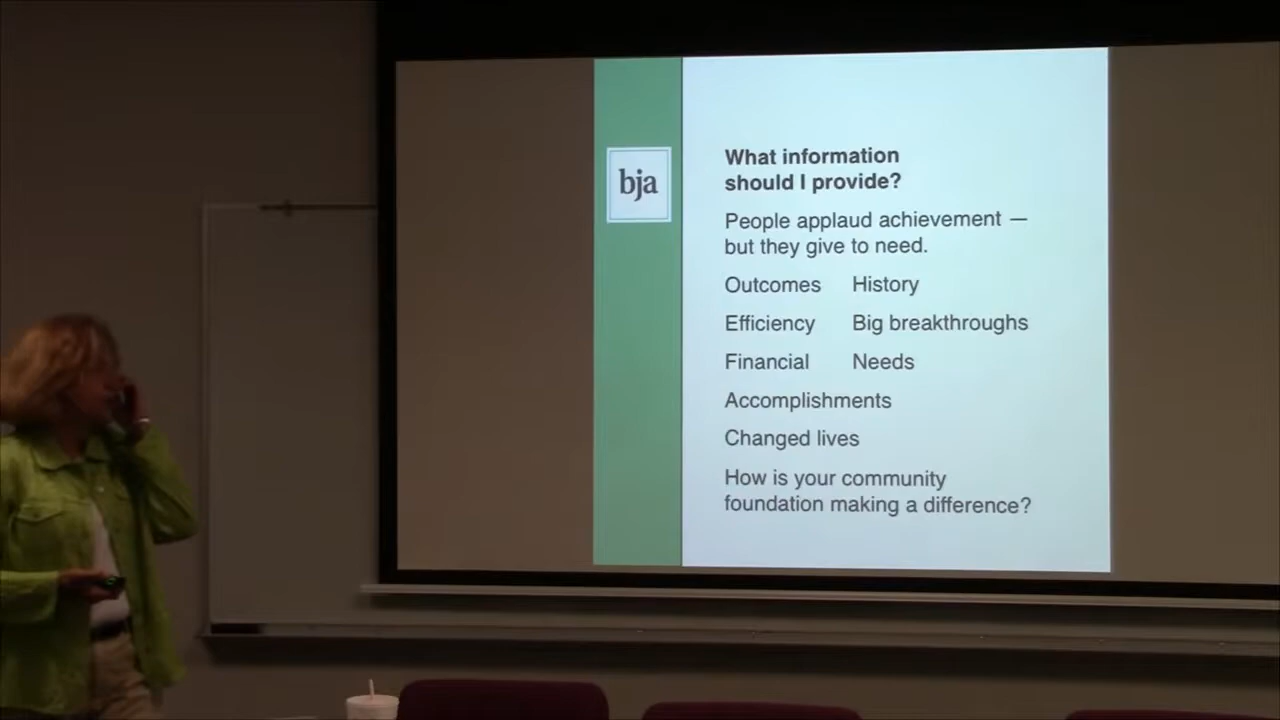 bja
What information
should I provide?
People applaud achievement —
but they give to need.
Outcomes History
Efficiency Big breakthroughs
Financial Needs
Accomplishments
Changed lives
How is your community
foundation making a difference?